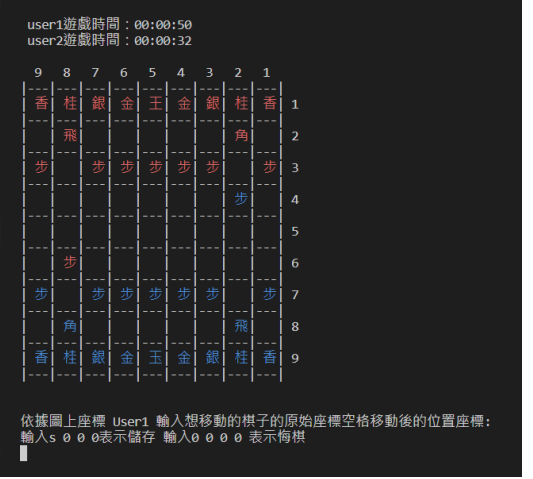 user1遊戲時間：00:00:50
user2遊戲時間：00:00:32
9 8 7 6 5 4 3 2 1
|---|---|---|---|---|---|---|---|---|
| 香| 桂| 銀| 金| 王| 金| 銀| 桂| 香| 1
|---|---|---|---|---|---|---|---|---|
|   | 飛|   |   |   |   |   | 角|   | 2
|---|---|---|---|---|---|---|---|---|
| 步|   | 步| 步| 步| 步| 步|   | 步| 3
|---|---|---|---|---|---|---|---|---|
|   |   |   |   |   |   |   | 步|   | 4
|---|---|---|---|---|---|---|---|---|
|   |   |   |   |   |   |   |   |   | 5
|---|---|---|---|---|---|---|---|---|
|   | 步|   |   |   |   |   |   |   | 6
|---|---|---|---|---|---|---|---|---|
| 步|   | 步| 步| 步| 步| 步|   | 步| 7
|---|---|---|---|---|---|---|---|---|
|   | 角|   |   |   |   |   | 飛|   | 8
|---|---|---|---|---|---|---|---|---|
| 香| 桂| 銀| 金| 王| 金| 銀| 桂| 香| 9
|---|---|---|---|---|---|---|---|---|
依據圖上座標 User1 輸入想移動的棋子的原始座標空格移動後的位置座標:
輸入s 0 0 0表示儲存 輸入0 0 0 0 表示悔棋